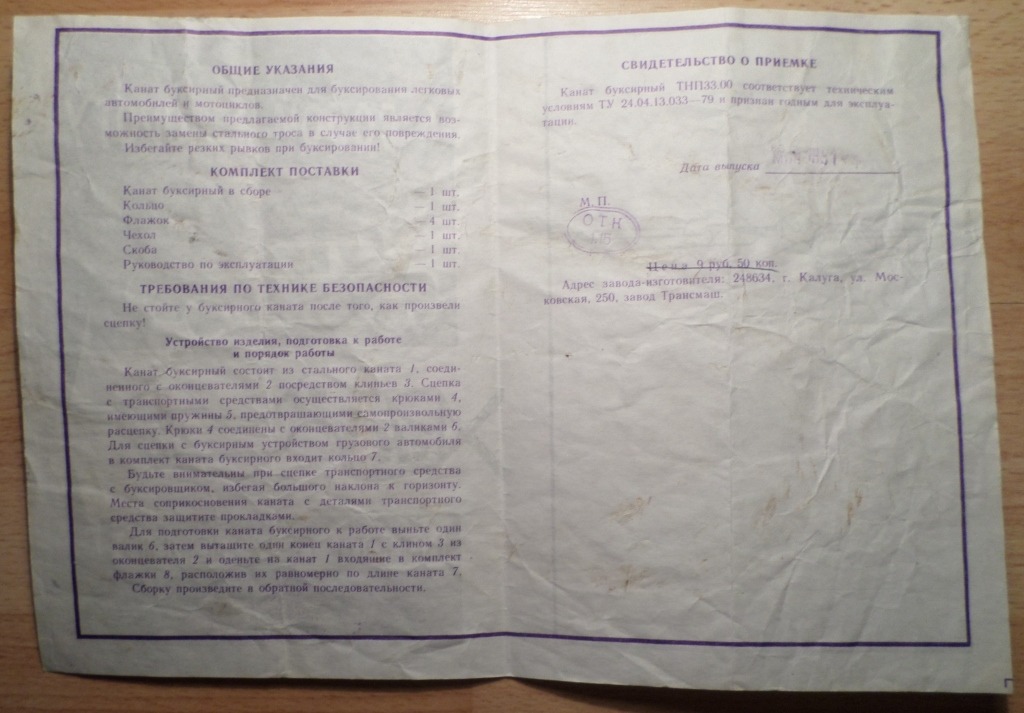 ОБЩИЕ УКАЗАНИЯ
Канат буксирный предназначен для буксирования легковых
автомобилей и мотоциклов.
Преимуществом предлагаемой конструкции является воз-
можность замены стального троса в случае его повреждения.
Избегайте резких рывков при буксировании!
КОМПЛЕКТ ПОСТАВКИ
Канат буксирный в сборе — 1 шт.
Кольцо — 1 шт.
Флажок — 4 шт.
Чехол — 1 шт.
Скоба — 1 шт.
Руководство по эксплуатации — 1 шт.
ТРЕБОВАНИЯ ПО ТЕХНИКЕ БЕЗОПАСНОСТИ
Не стойте у буксирного каната после того, как произвели
сцепку!
Устройство изделия, подготовка к работе
и порядок работы
Канат буксирный состоит из стального каната 1, соеди-
ненного с оконцевателями 2 посредством клиньев 3. Сцепка
с транспортными средствами осуществляется крюками 4,
имеющими пружины 5, предотвращающими самопроизвольную
расцепку. Крюки 4 соединены с оконцевателями 2 валиками 6.
Для сцепки с буксирным устройством грузового автомобиля
в комплект каната буксирного входит кольцо 7.
Будьте внимательны при сцепке транспортного средства
с буксировщиком, избегая большого наклона к горизонту.
Места соприкосновения каната с деталями транспортного
средства защитите прокладками.
Для подготовки каната буксирного к работе выньте один
валик 6, затем вытащите один конец каната 1 с клином 3 из
оконцевателя 2 и оденьте на канат 1 входящие в комплект
флажки 8, расположив их равномерно по длине каната 7.
Сборку произведите в обратной последовательности.
СВИДЕТЕЛЬСТВО О ПРИЕМКЕ
Канат буксирный ТНП33.00 соответствует техническим
условиям ТУ 24.04.13.033—79 и признан годным для эксплуа-
тации.
Дата выпуска
М. П.
ОТК
Цена 9 руб. 50 коп.
Адрес завода-изготовителя: 248634, г. Калуга, ул. Мос-
ковская, 250, завод Трансмаш.